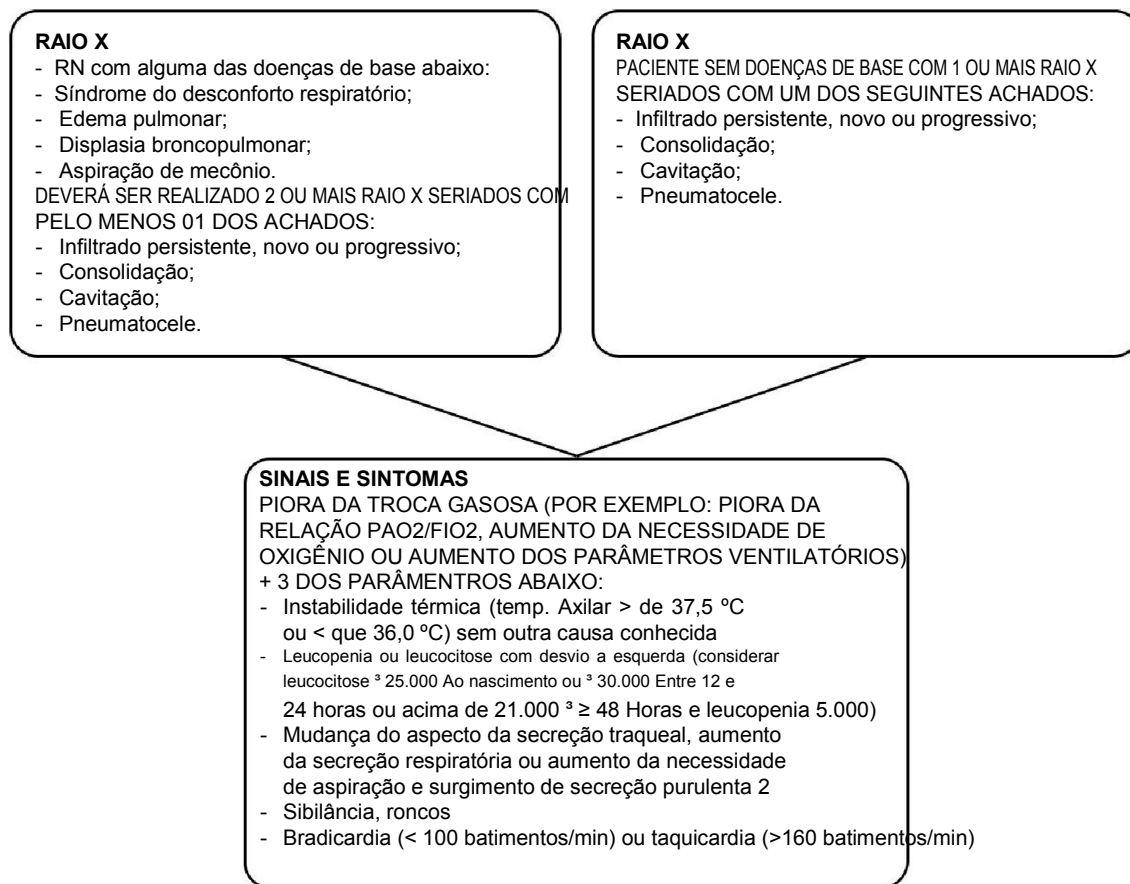 RAIO X
- RN com alguma das doenças de base abaixo:
- Síndrome do desconforto respiratório;
- Edema pulmonar;
- Displasia broncopulmonar;
- Aspiração de mecônio.
DEVERÁ SER REALIZADO 2 OU MAIS RAIO X SERIADOS COM
PELO MENOS 01 DOS ACHADOS:
- Infiltrado persistente, novo ou progressivo;
- Consolidação;
- Cavitação;
- Pneumatocele.
RAIO X
PACIENTE SEM DOENÇAS DE BASE COM 1 OU MAIS RAIO X
SERIADOS COM UM DOS SEGUINTES ACHADOS:
- Infiltrado persistente, novo ou progressivo;
- Consolidação;
- Cavitação;
- Pneumatocele.
SINAIS E SINTOMAS
PIORA DA TROCA GASOSA (POR EXEMPLO: PIORA DA
RELAÇÃO PAO2/FIO2, AUMENTO DA NECESSIDADE DE
OXIGÊNIO OU AUMENTO DOS PARÂMETROS VENTILATÓRIOS)
+ 3 DOS PARÂMENTROS ABAIXO:
- Instabilidade térmica (temp. Axilar > de 37,5 ºC
ou < que 36,0 ºC) sem outra causa conhecida
- Leucopenia ou leucocitose com desvio a esquerda (considerar
leucocitose ³ 25.000 Ao nascimento ou ³ 30.000 Entre 12 e
24 horas ou acima de 21.000 ³ ≥ 48 Horas e leucopenia 5.000)
- Mudança do aspecto da secreção traqueal, aumento
da secreção respiratória ou aumento da necessidade
de aspiração e surgimento de secreção purulenta 2
- Sibilância, roncos
- Bradicardia (< 100 batimentos/min) ou taquicardia (>160 batimentos/min)